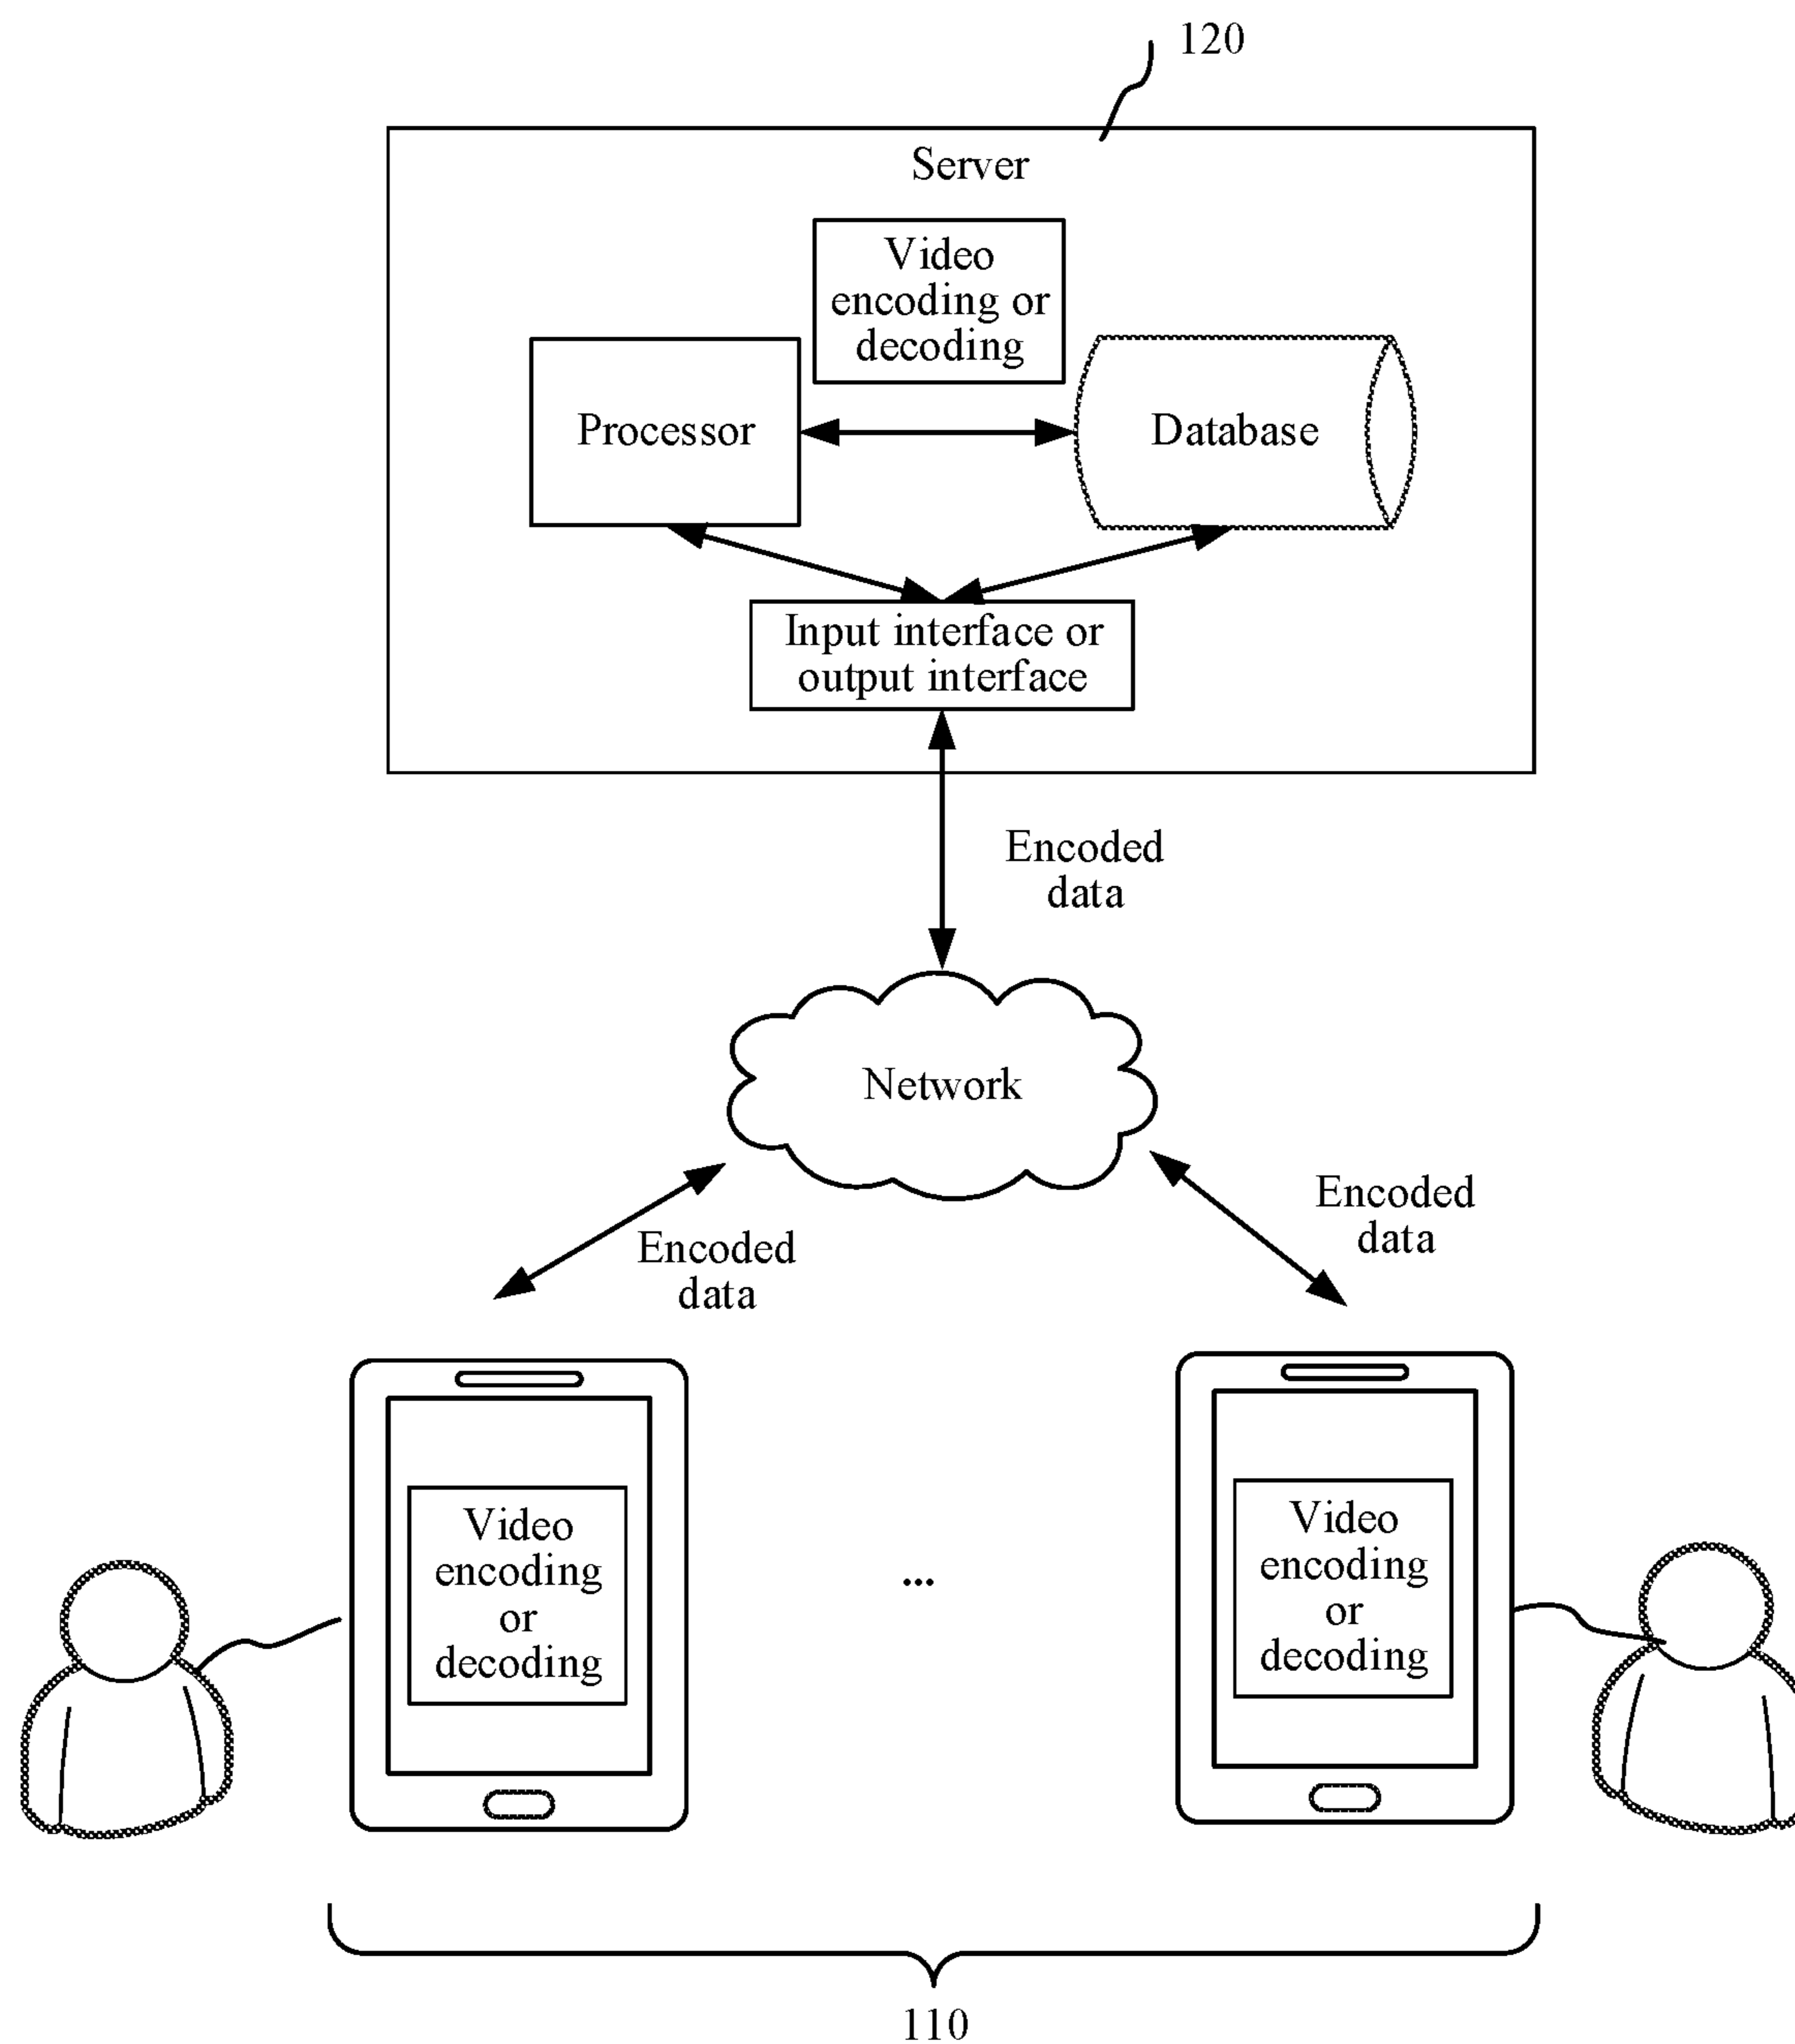 120
Server
Video
encoding or
decoding
Processor
Database
Input interface or
output interface
Encoded
data
Network
Encoded
data
Encoded
data
Video
encoding
or
decoding
...
Video
encoding
or
decoding
110